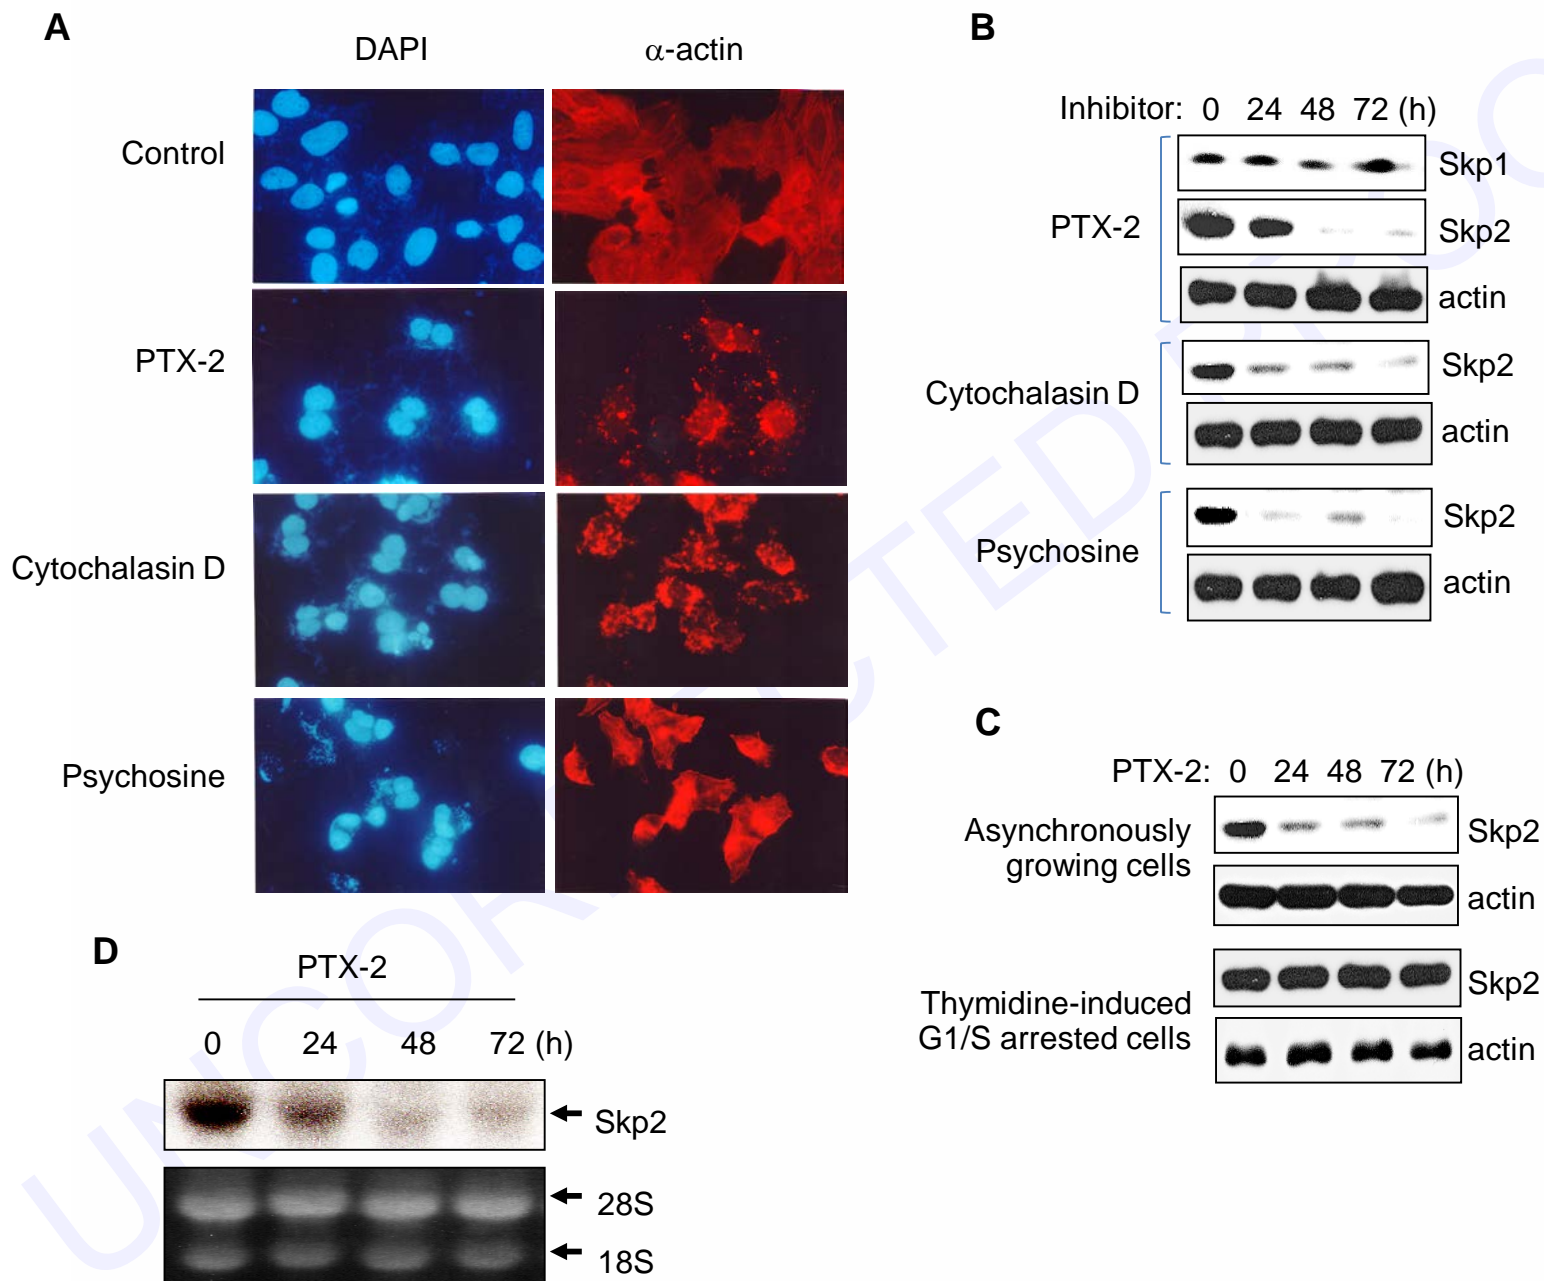 A
DAPI
α-actin
Control
PTX-2
Cytochalasin D
Psychosine
B
Inhibitor: 0 24 48 72 (h)
PTX-2
Skp1
Skp2
actin
Cytochalasin D
Skp2
actin
Psychosine
Skp2
actin
C
PTX-2: 0 24 48 72 (h)
Asynchronously
growing cells
Skp2
actin
Thymidine-induced
G1/S arrested cells
Skp2
actin
D
PTX-2
0 24 48 72 (h)
Skp2
28S
18S
UNCORRECTED PROO